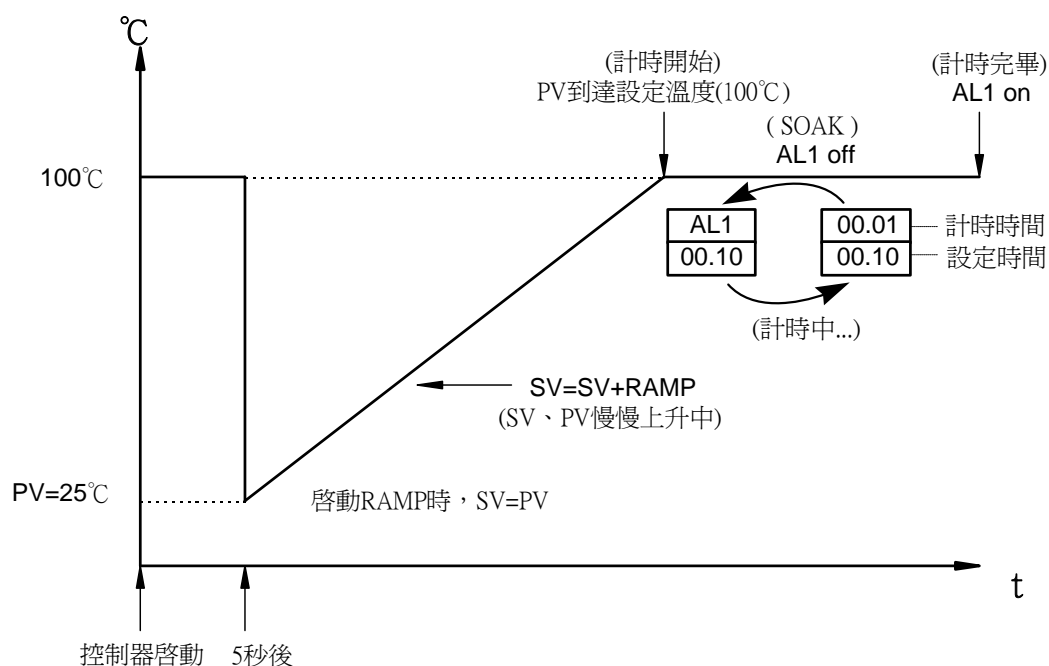 ℃
(計時開始)
PV到達設定溫度(100℃)
(計時完畢)
AL1 on
( SOAK )
AL1 off
100℃
AL1
00.10
00.01
00.10
計時時間
設定時間
(計時中...)
SV=SV+RAMP
(SV、PV慢慢上升中)
PV=25℃
啓動RAMP時，SV=PV
t
控制器啓動
5秒後